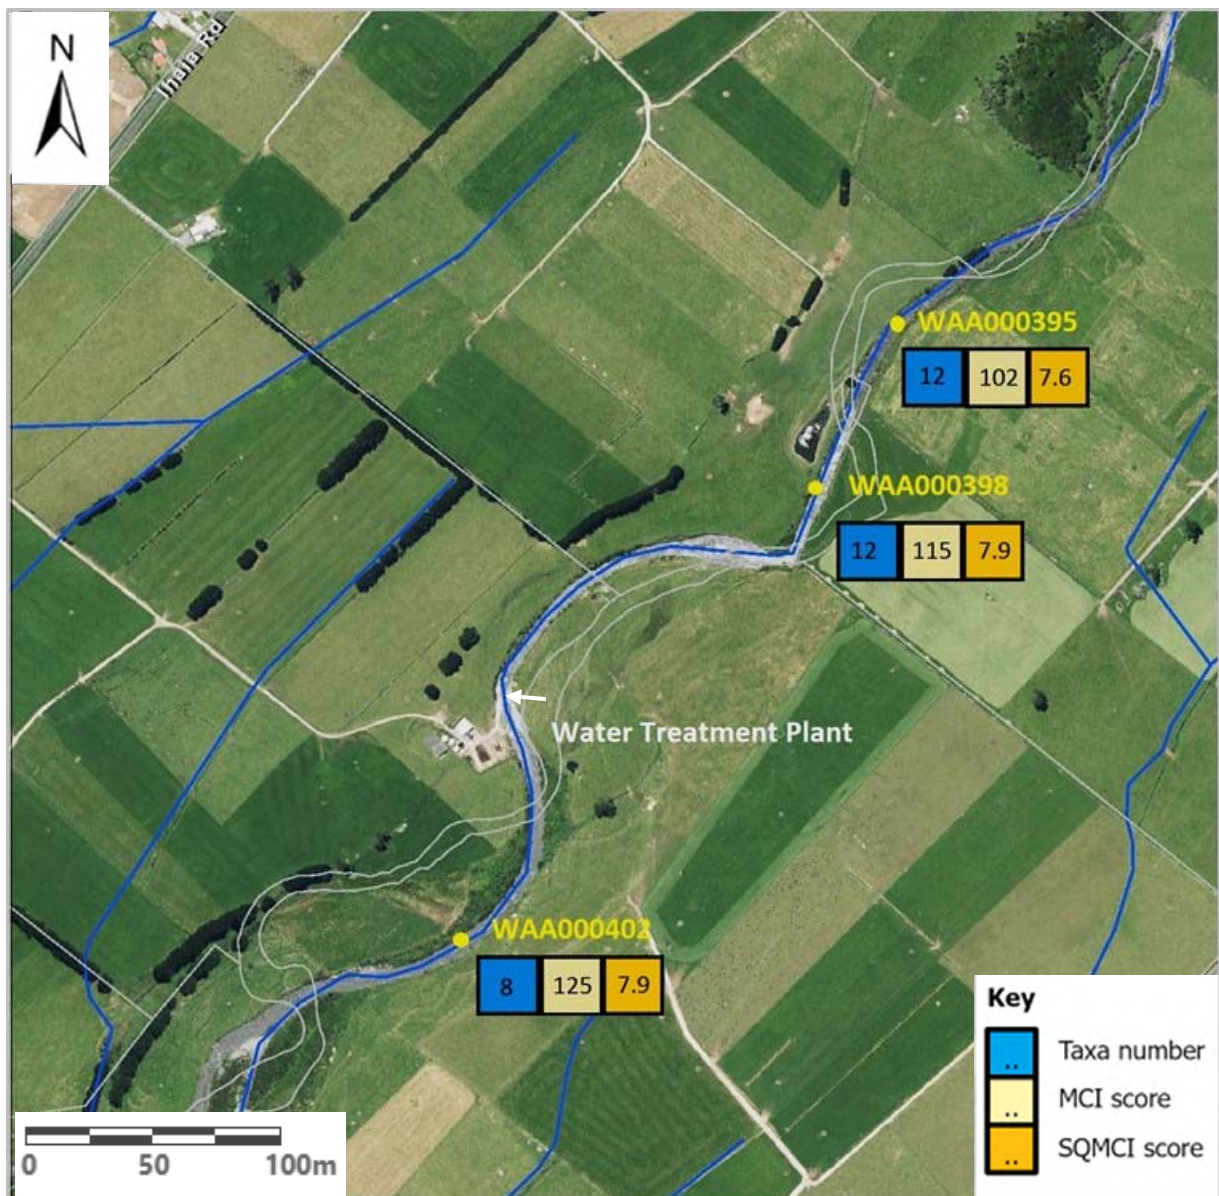 N
Ihaia Rd
WAA000395
12 102 7.6
WAA000398
12 115 7.9
Water Treatment Plant
WAA000402
8 125 7.9
Key
.. Taxa number
.. MCI score
.. SQMCI score
0 50 100m